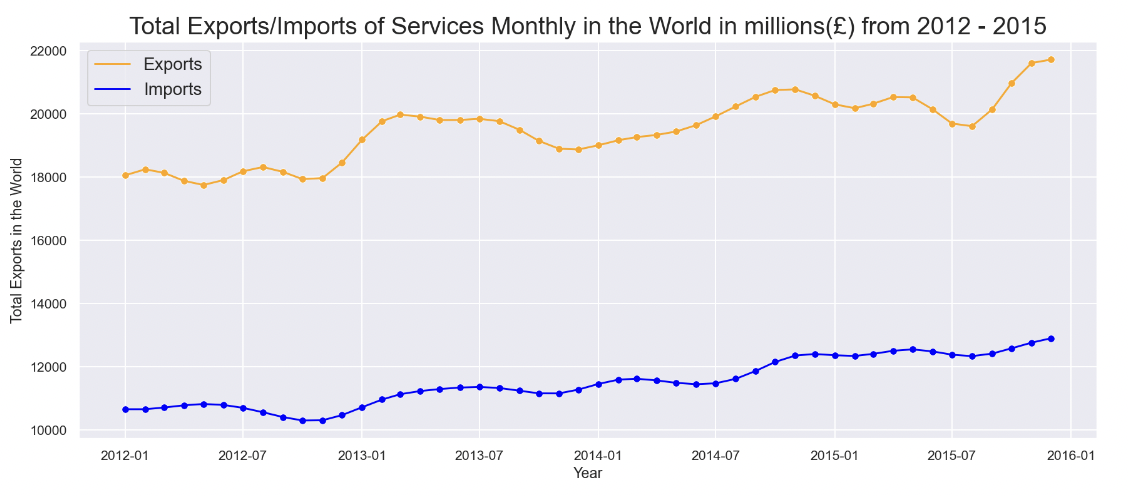 Total Exports/Imports of Services Monthly in the World in millions(£) from 2012 - 2015
Exports
Imports
22000
20000
18000
16000
14000
12000
10000
Total Exports in the World
2012-01 2012-07 2013-01 2013-07 2014-01 2014-07 2015-01 2015-07 2016-01
Year